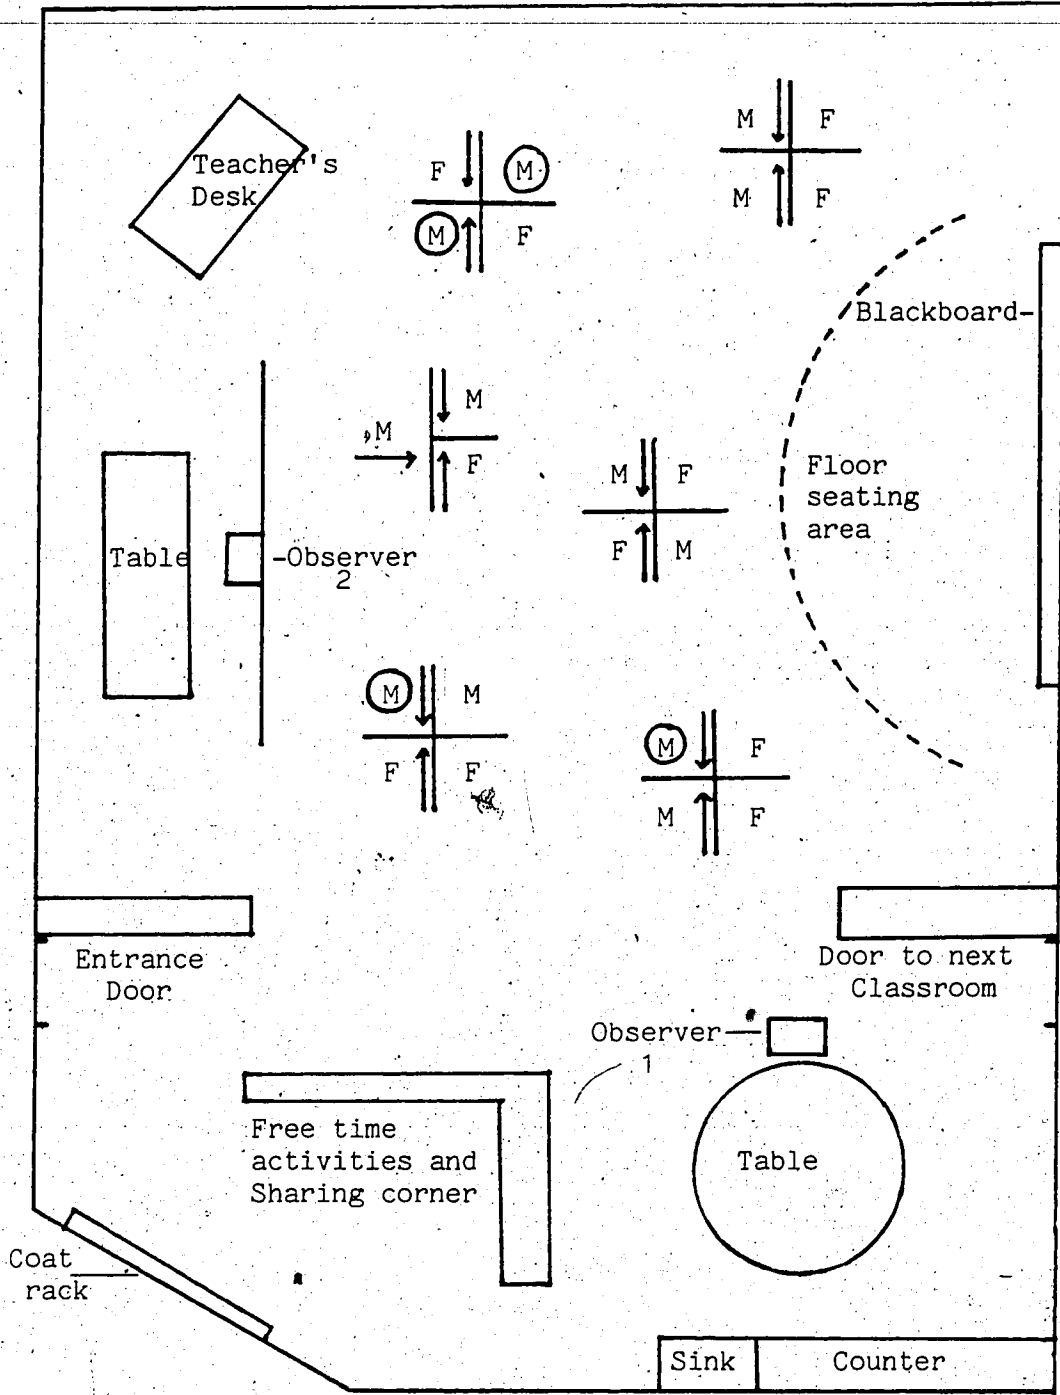 M F
M F
Teacher's
Desk
F M
M F
Blackboard-
M
M
F
M F
F M
Floor
seating
area
Table
-Observer
2
M M
F F
M F
M F
Entrance
Door
Door to next
Classroom
Observer
1
Free time
activities and
Sharing corner
Table
Coat
rack
Sink
Counter